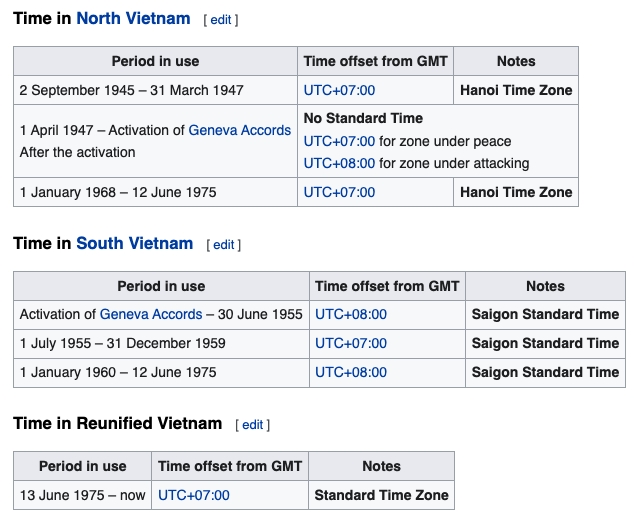 Time in North Vietnam [ edit ]
Period in use Time offset from GMT Notes
2 September 1945 – 31 March 1947 UTC+07:00 Hanoi Time Zone
1 April 1947 – Activation of Geneva Accords
After the activation
No Standard Time
UTC+07:00 for zone under peace
UTC+08:00 for zone under attacking
1 January 1968 – 12 June 1975 UTC+07:00 Hanoi Time Zone
Time in South Vietnam [ edit ]
Period in use Time offset from GMT Notes
Activation of Geneva Accords – 30 June 1955 UTC+08:00 Saigon Standard Time
1 July 1955 – 31 December 1959 UTC+07:00 Saigon Standard Time
1 January 1960 – 12 June 1975 UTC+08:00 Saigon Standard Time
Time in Reunified Vietnam [ edit ]
Period in use Time offset from GMT Notes
13 June 1975 – now UTC+07:00 Standard Time Zone